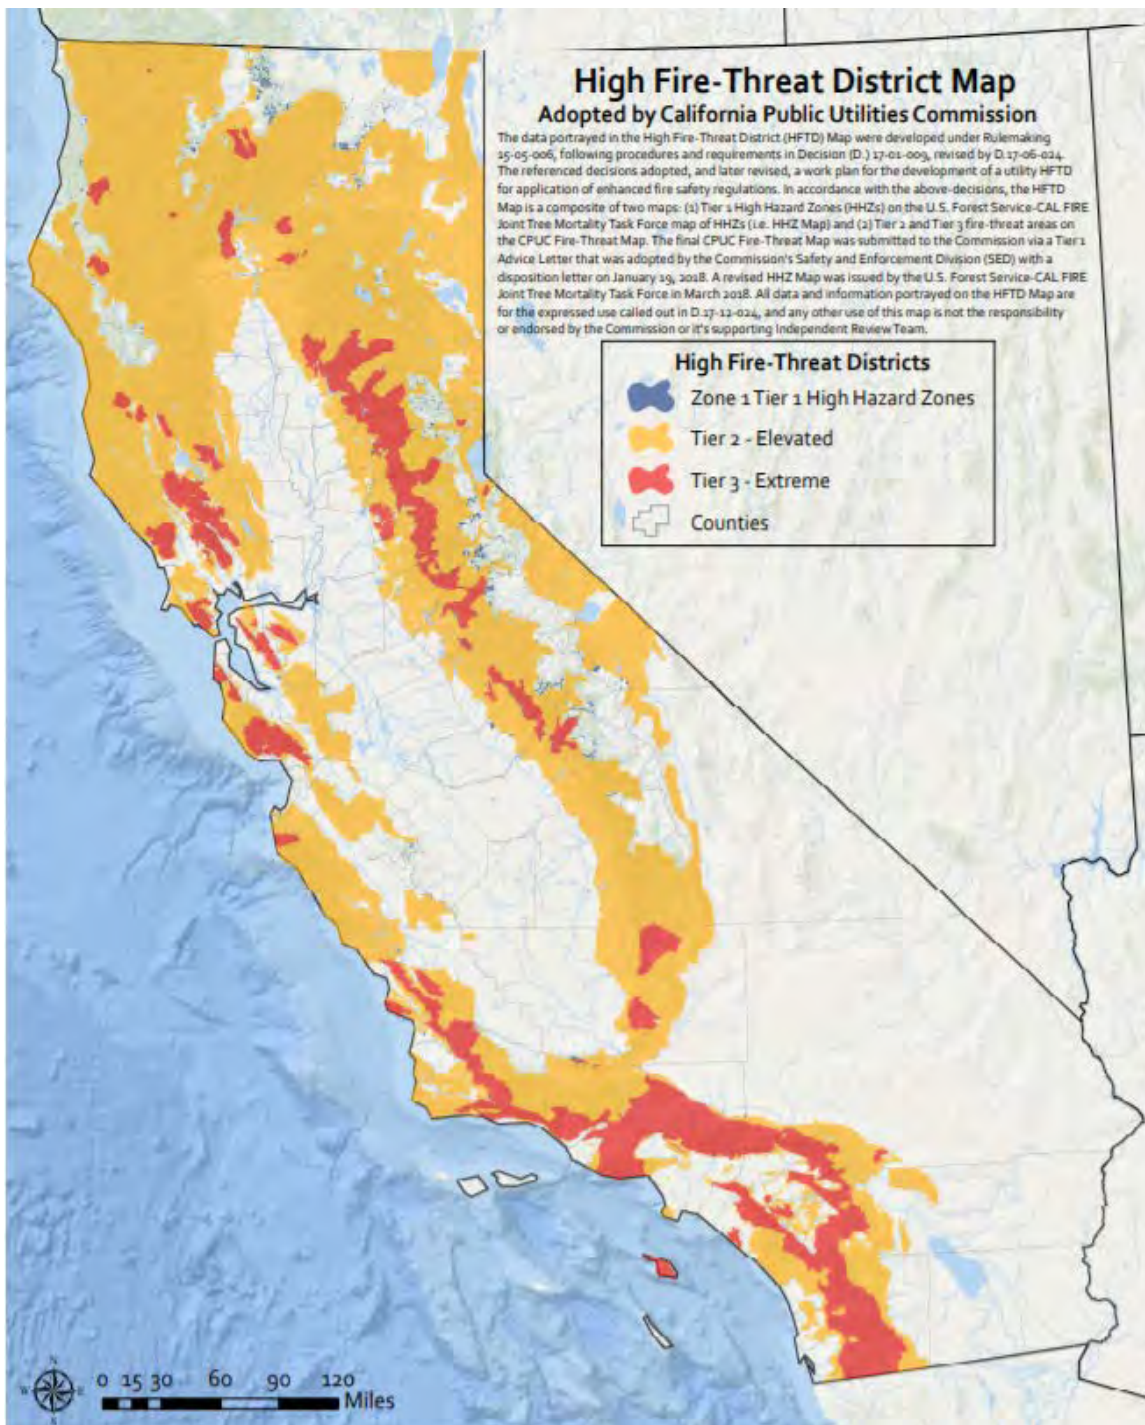 High Fire-Threat District Map
Adopted by California Public Utilities Commission
The data portrayed in the High Fire-Threat District (HFTD) Map were developed under Rulemaking
15-05-006, following procedures and requirements in Decision (D.) 17-01-009, revised by D.17-06-024.
The referenced decisions adopted, and later revised, a work plan for the development of a utility HFTD
for application of enhanced fire safety regulations. In accordance with the above-decisions, the HFTD
Map is a composite of two maps: (1) Tier 1 High Hazard Zones (HHZs) on the U.S. Forest Service-CAL FIRE
Joint Tree Mortality Task Force map of HHZs (i.e. HHZ Map) and (2) Tier 2 and Tier 3 fire-threat areas on
the CPUC Fire-Threat Map. The final CPUC Fire-Threat Map was submitted to the Commission via a Tier 1
Advice Letter that was adopted by the Commission's Safety and Enforcement Division (SED) with a
disposition letter on January 19, 2018. A revised HHZ Map was issued by the U.S. Forest Service-CAL FIRE
Joint Tree Mortality Task Force in March 2018. All data and information portrayed on the HFTD Map are
for the expressed use called out in D.17-12-024, and any other use of this map is not the responsibility
or endorsed by the Commission or it's supporting Independent Review Team.
High Fire-Threat Districts
Zone 1 Tier 1 High Hazard Zones
Tier 2 - Elevated
Tier 3 - Extreme
Counties
N
W E
S
0 15 30 60 90 120
Miles